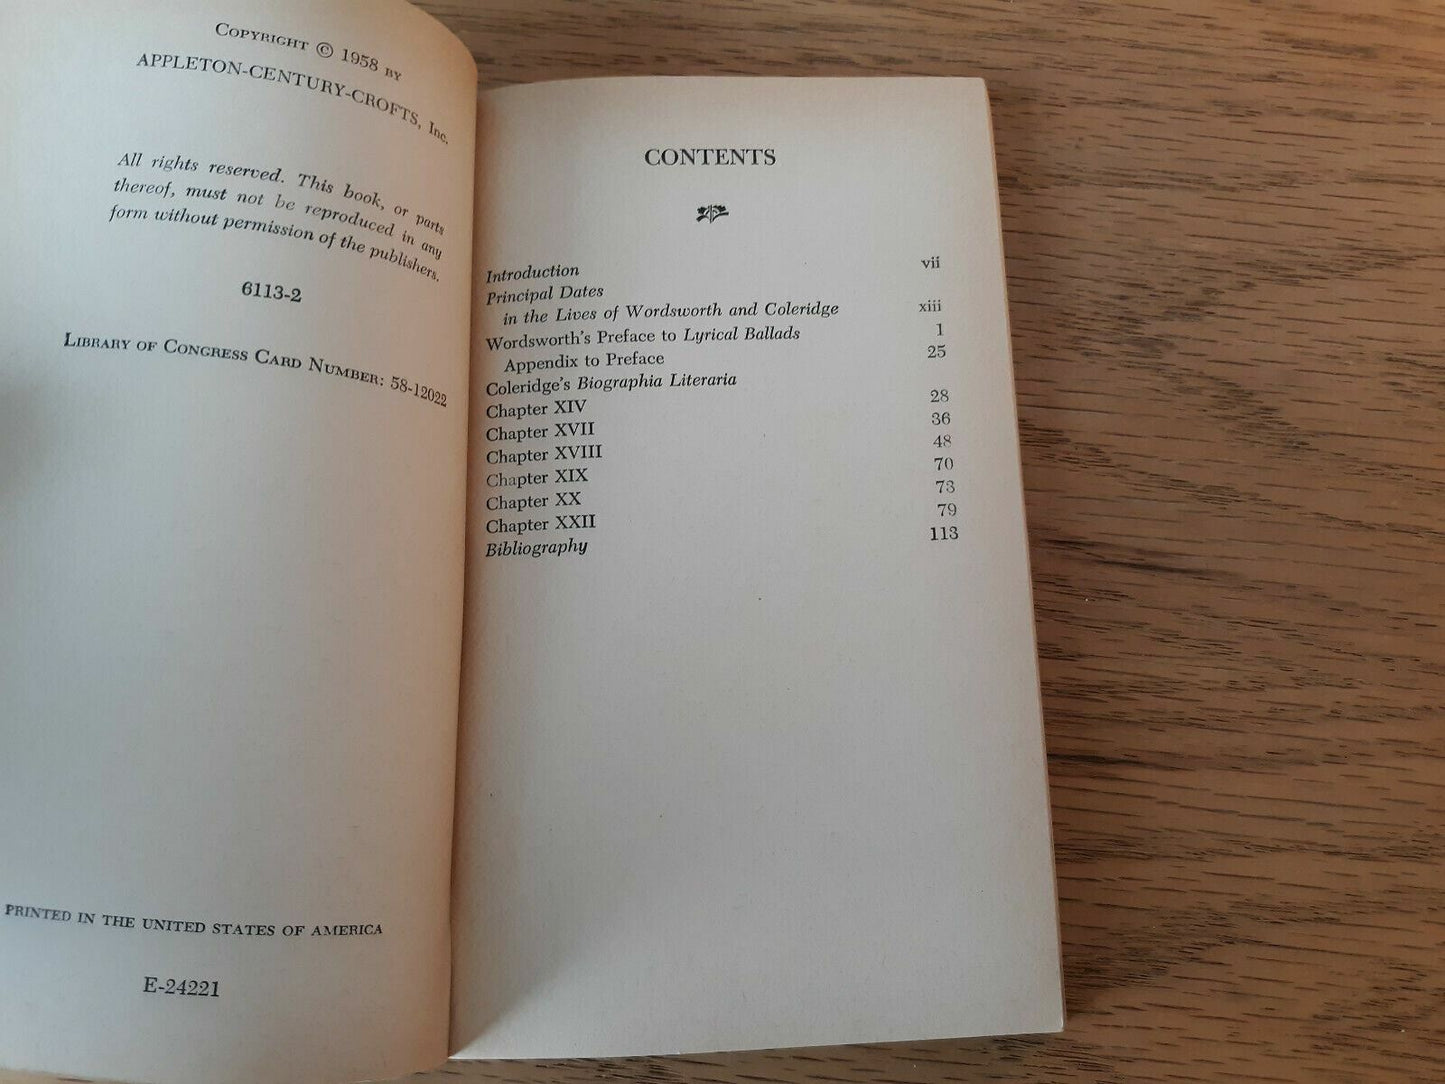 COPYRIGHT © 1958 BY
APPLETON-CENTURY-CROFTS, Inc.
All rights reserved. This book, or parts
thereof, must not be reproduced in any
form without permission of the publishers.
6113-2
LIBRARY OF CONGRESS CARD NUMBER: 58-12022
PRINTED IN THE UNITED STATES OF AMERICA
E-24221
CONTENTS
Introduction vii
Principal Dates
in the Lives of Wordsworth and Coleridge xiii
Wordsworth's Preface to Lyrical Ballads 1
Appendix to Preface 25
Coleridge's Biographia Literaria
Chapter XIV 28
Chapter XVII 36
Chapter XVIII 48
Chapter XIX 70
Chapter XX 73
Chapter XXII 79
Bibliography 113